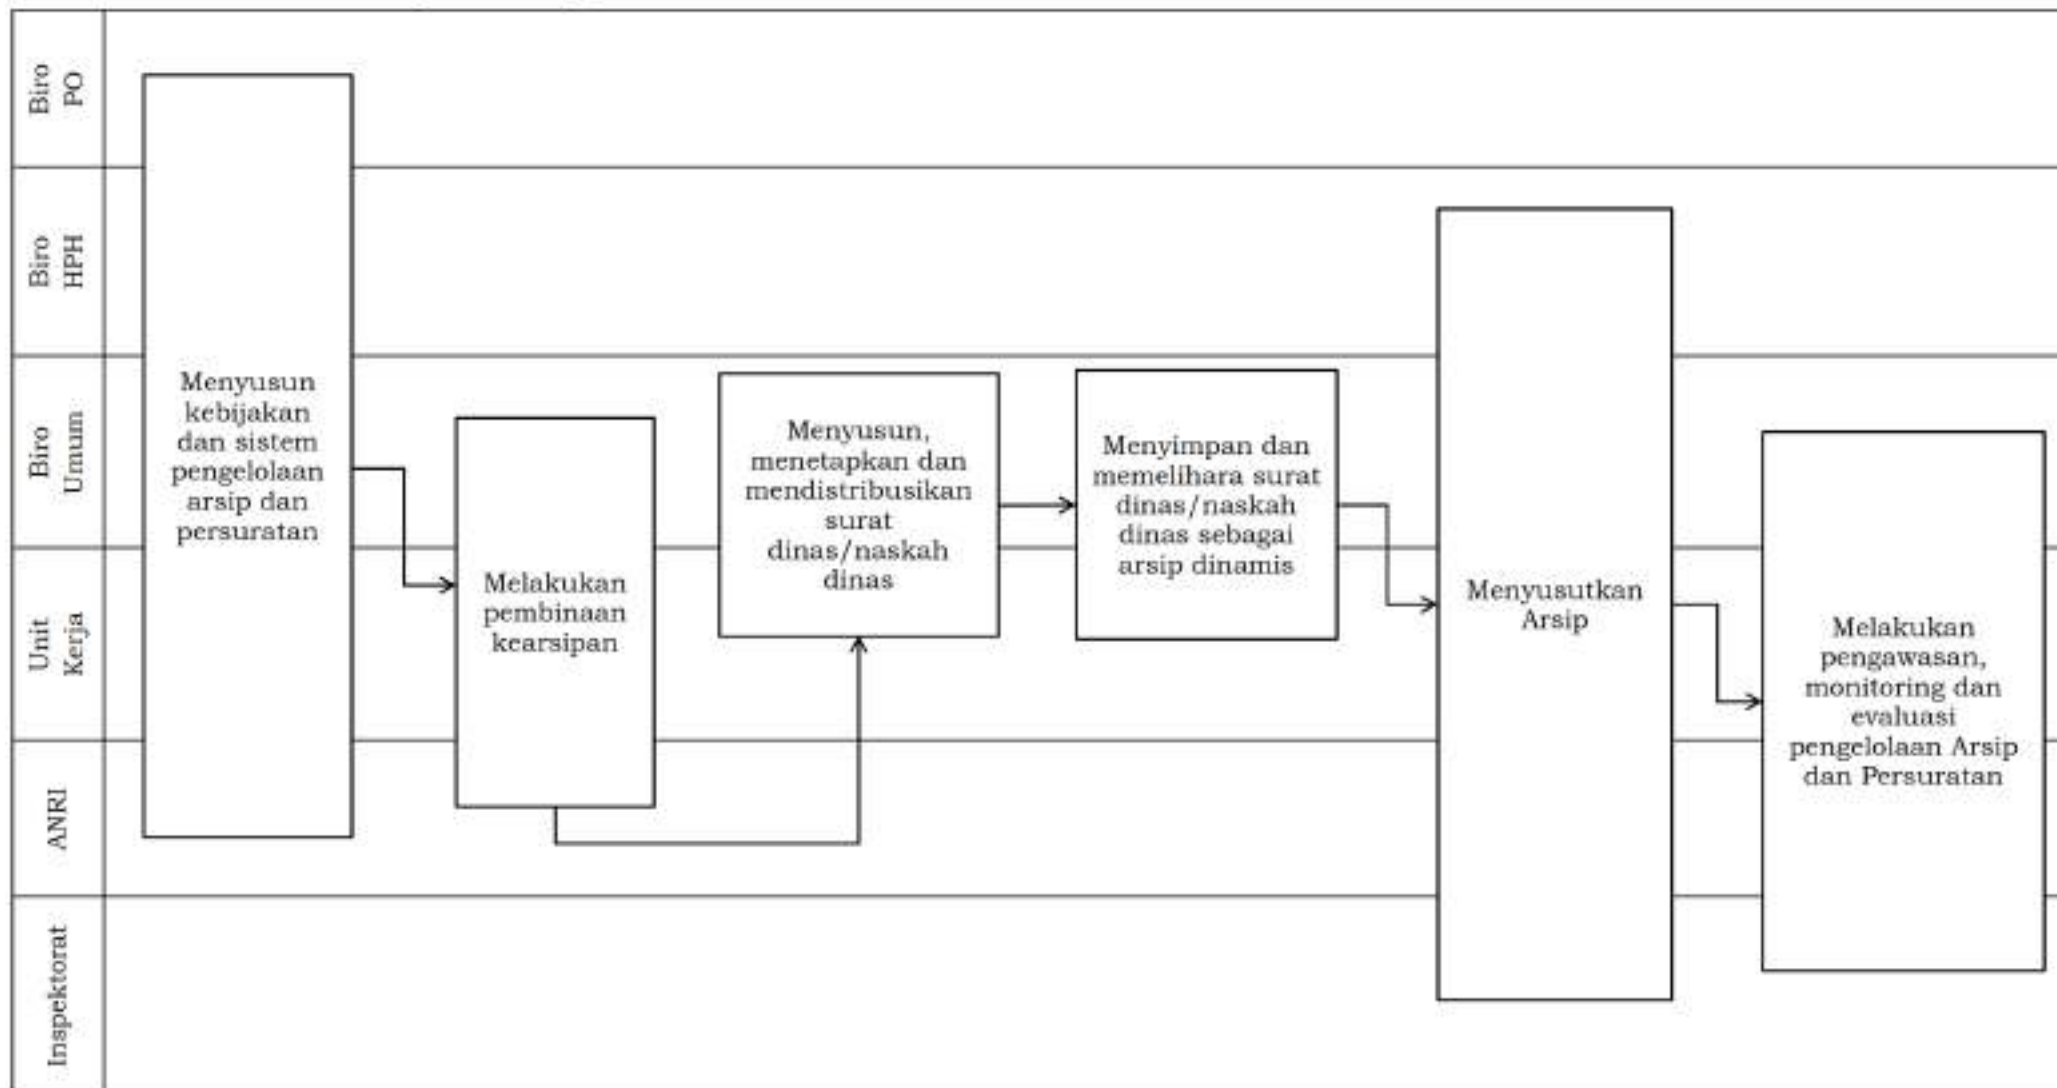 Biro
PO
Biro
HPH
Biro
Umum
Unit
Kerja
ANRI
Inspektorat
Menyusun
kebijakan
dan sistem
pengelolaan
arsip dan
persuratan
Melakukan
pembinaan
kearsipan
Menyusun,
menetapkan dan
mendistribusikan
surat
dinas/naskah
dinas
Menyimpan dan
memelihara surat
dinas/naskah
dinas sebagai
arsip dinamis
Menyusutkan
Arsip
Melakukan
pengawasan,
monitoring dan
evaluasi
pengelolaan Arsip
dan Persuratan